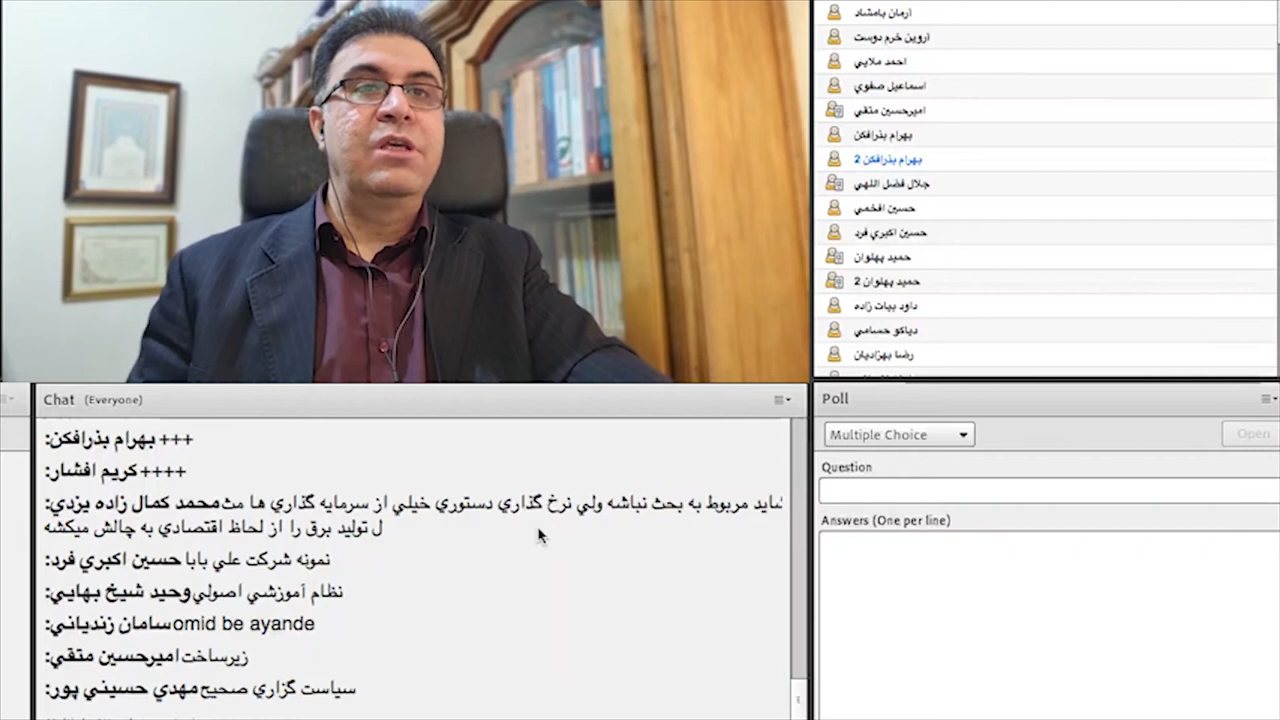 ارمان بامشاد
اروين خرم دوست
احمد ملايي
اسماعيل صفوي
اميرحسين متقي
بهرام بذرافكن
بهرام بذرافكن 2
جلال فضل اللهي
حسين افخمي
حسين اكبري فرد
حميد پهلوان
حميد پهلوان 2
داود بيات زاده
دياكو حسامي
رضا بهزاديان
Chat (Everyone)
بهرام بذرافكن: +++
كريم افشار: ++++
محمد كمال زاده يزدي: شايد مربوط به بحث نباشه ولي نرخ گذاري دستوري خيلي از سرمايه گذاري ها مث
ل توليد برق را از لحاظ اقتصادي به چالش ميكشه
حسين اكبري فرد: نمونه شركت علي بابا
وحيد شيخ بهايي: نظام آموزشي اصولي
سامان زندياني: omid be ayande
اميرحسين متقي: زيرساخت
مهدي حسيني پور: سياست گزاري صحيح
Poll
Multiple Choice
Open
Question
Answers (One per line)